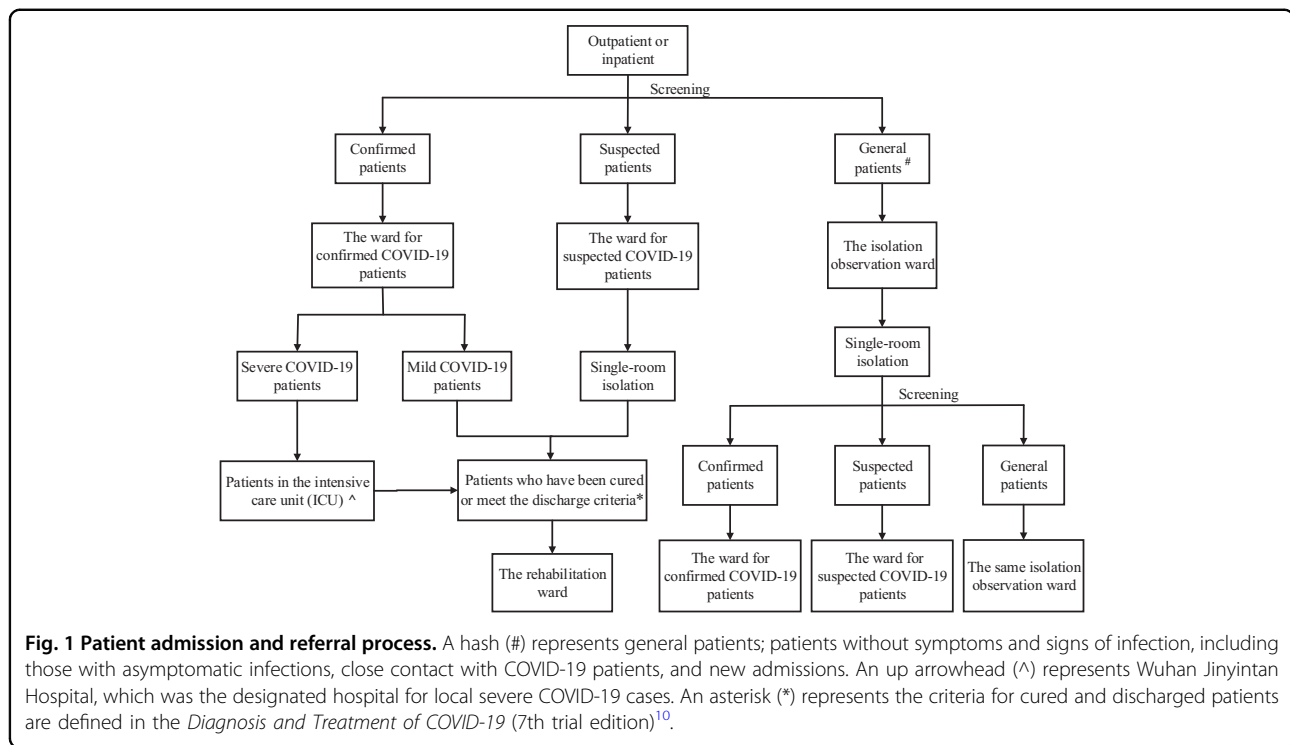 Outpatient or
inpatient
Screening
Confirmed
patients
Suspected
patients
General
patients #
The ward for
confirmed COVID-19
patients
The ward for
suspected COVID-19
patients
The isolation
observation ward
Severe COVID-19
patients
Mild COVID-19
patients
Single-room
isolation
Single-room
isolation
Screening
Patients in the intensive
care unit (ICU) ^
Patients who have been cured
or meet the discharge criteria*
Confirmed
patients
Suspected
patients
General
patients
The rehabilitation
ward
The ward for
confirmed COVID-19
patients
The ward for
suspected COVID-19
patients
The same isolation
observation ward
Fig. 1 Patient admission and referral process. A hash (#) represents general patients; patients without symptoms and signs of infection, including
those with asymptomatic infections, close contact with COVID-19 patients, and new admissions. An up arrowhead (^) represents Wuhan Jinyintan
Hospital, which was the designated hospital for local severe COVID-19 cases. An asterisk (*) represents the criteria for cured and discharged patients
are defined in the Diagnosis and Treatment of COVID-19 (7th trial edition)10.